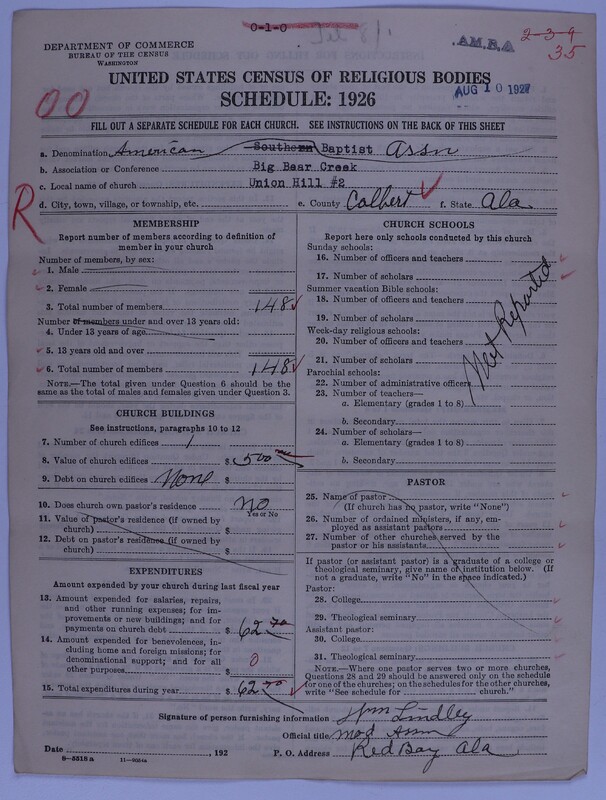 0-1-0
A.M.B.A
2-3-9
35
DEPARTMENT OF COMMERCE
BUREAU OF THE CENSUS
WASHINGTON
AUG 10 1927
UNITED STATES CENSUS OF RELIGIOUS BODIES
SCHEDULE: 1926
00
FILL OUT A SEPARATE SCHEDULE FOR EACH CHURCH. SEE INSTRUCTIONS ON THE BACK OF THIS SHEET
a. Denomination American Southern Baptist Assn
b. Association or Conference Big Bear Creek
c. Local name of church Union Hill #2
d. City, town, village, or township, etc. e. County Colbert f. State Ala
R
MEMBERSHIP
Report number of members according to definition of
member in your church
Number of members, by sex:
1. Male
2. Female
3. Total number of members 148
Number of members under and over 13 years old:
4. Under 13 years of age
5. 13 years old and over
6. Total number of members 148
NOTE.—The total given under Question 6 should be
the same as the total of males and females given under Question 3.
CHURCH BUILDINGS
See instructions, paragraphs 10 to 12
7. Number of church edifices 1
8. Value of church edifices $ 500
9. Debt on church edifices None
10. Does church own pastor's residence No
Yes or No
11. Value of pastor's residence (if owned by
church) $
12. Debt on pastor's residence (if owned by
church) $
EXPENDITURES
Amount expended by your church during last fiscal year
13. Amount expended for salaries, repairs,
and other running expenses; for im-
provements or new buildings; and for
payments on church debt $ 62 70
14. Amount expended for benevolences, in-
cluding home and foreign missions; for
denominational support; and for all
other purposes $ 0
15. Total expenditures during year $ 62 70
CHURCH SCHOOLS
Report here only schools conducted by this church
Sunday schools:
16. Number of officers and teachers
17. Number of scholars
Summer vacation Bible schools:
18. Number of officers and teachers
19. Number of scholars
Week-day religious schools:
20. Number of officers and teachers
21. Number of scholars
Parochial schools:
22. Number of administrative officers
23. Number of teachers—
a. Elementary (grades 1 to 8)
b. Secondary
24. Number of scholars—
a. Elementary (grades 1 to 8)
b. Secondary
Not Reported
PASTOR
25. Name of pastor
(If church has no pastor, write "None")
26. Number of ordained ministers, if any, em-
ployed as assistant pastors
27. Number of other churches served by the
pastor or his assistants
If pastor (or assistant pastor) is a graduate of a college or
theological seminary, give name of institution below. (If
not a graduate, write "No" in the space indicated.)
Pastor:
28. College
29. Theological seminary
Assistant pastor:
30. College
31. Theological seminary
NOTE.—Where one pastor serves two or more churches,
Questions 28 and 29 should be answered only on the schedule
for one of the churches; on the schedules for the other churches,
write "See schedule for church."
Signature of person furnishing information Wm Lindley
Official title Mod Assn
Date , 192 P. O. Address Red Bay Ala
8-5318 a